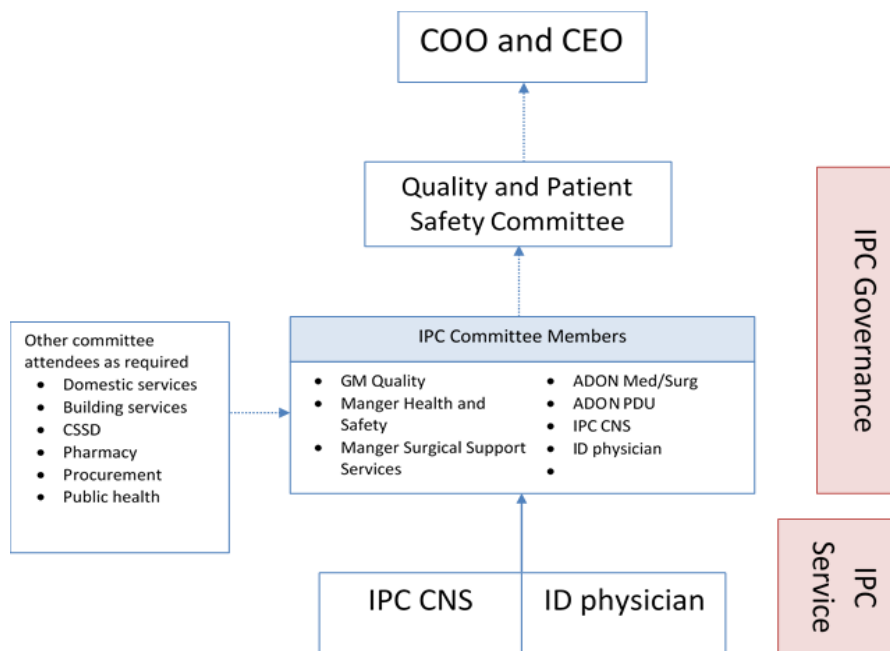 COO and CEO
Quality and Patient
Safety Committee
IPC Governance
Other committee
attendees as required
• Domestic services
• Building services
• CSSD
• Pharmacy
• Procurement
• Public health
IPC Committee Members
• GM Quality
• Manger Health and
Safety
• Manger Surgical Support
Services
• ADON Med/Surg
• ADON PDU
• IPC CNS
• ID physician
•
IPC CNS
ID physician
IPC
Service